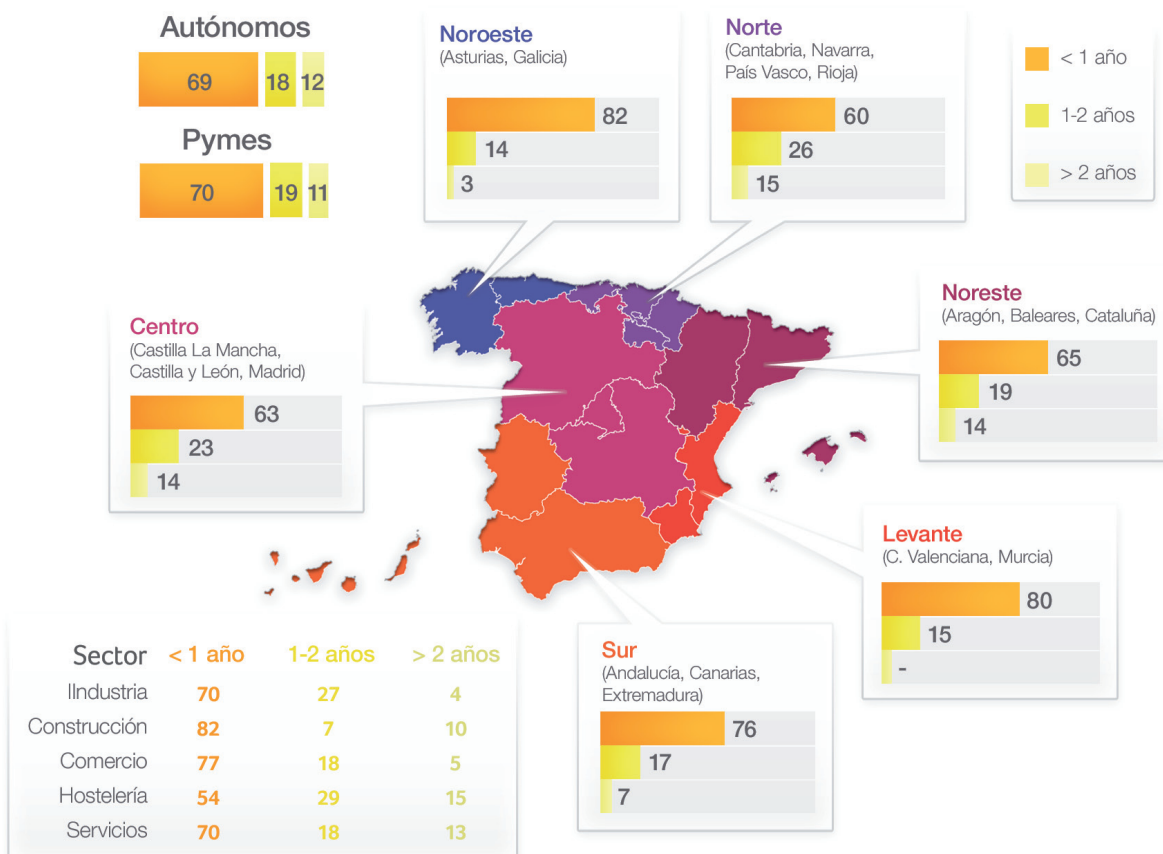 Autónomos
69 18 12
Pymes
70 19 11
Noroeste
(Asturias, Galicia)
82
14
3
Norte
(Cantabria, Navarra,
País Vasco, Rioja)
60
26
15
< 1 año
1-2 años
> 2 años
Centro
(Castilla La Mancha,
Castilla y León, Madrid)
63
23
14
Noreste
(Aragón, Baleares, Cataluña)
65
19
14
Levante
(C. Valenciana, Murcia)
80
15
-
Sur
(Andalucía, Canarias,
Extremadura)
76
17
7
Sector < 1 año 1-2 años > 2 años
IIndustria 70 27 4
Construcción 82 7 10
Comercio 77 18 5
Hostelería 54 29 15
Servicios 70 18 13